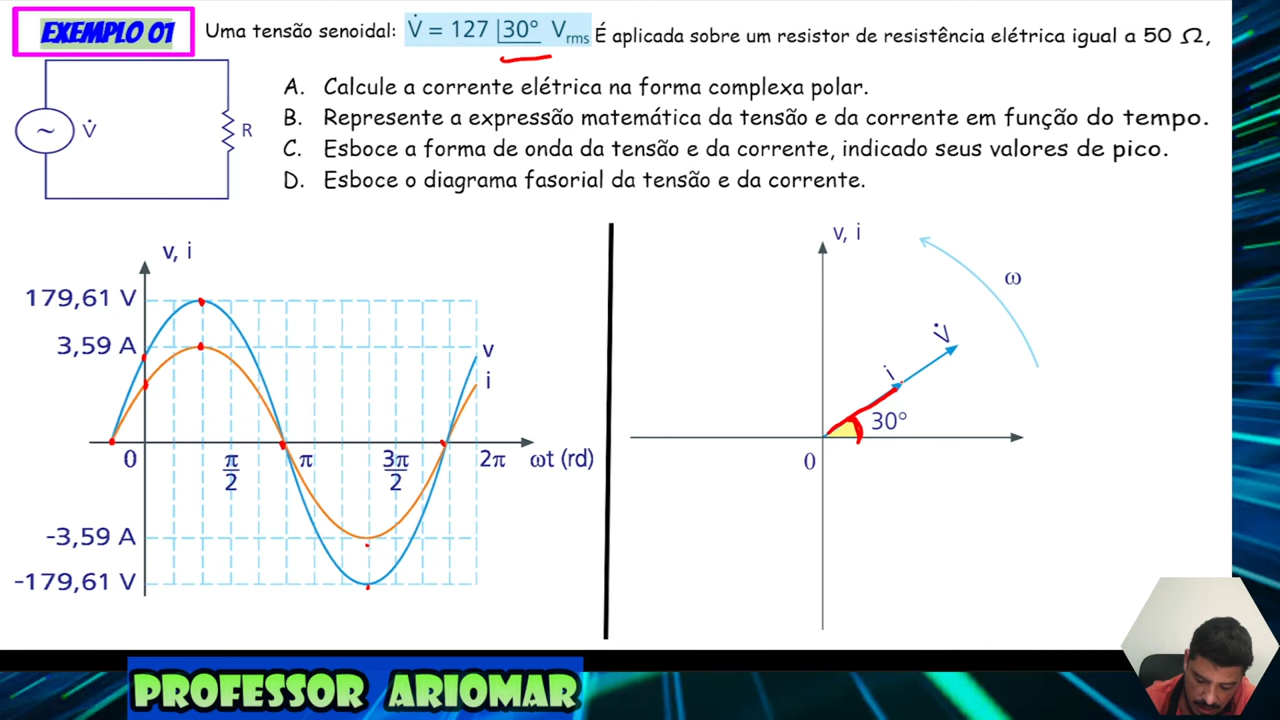 EXEMPLO 01
Uma tensão senoidal: V̇ = 127 |30° Vrms É aplicada sobre um resistor de resistência elétrica igual a 50 Ω,
A. Calcule a corrente elétrica na forma complexa polar.
B. Represente a expressão matemática da tensão e da corrente em função do tempo.
C. Esboce a forma de onda da tensão e da corrente, indicado seus valores de pico.
D. Esboce o diagrama fasorial da tensão e da corrente.
~ V̇ R
v, i
179,61 V
3,59 A
v
i
0 π/2 π 3π/2 2π ωt (rd)
-3,59 A
-179,61 V
v, i
ω
V̇
i
30°
0
PROFESSOR ARIOMAR